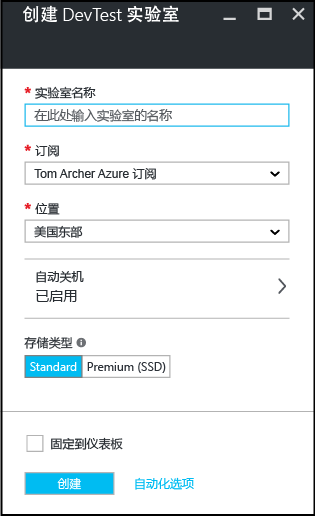 创建 DevTest 实验室
* 实验室名称
在此处输入实验室的名称
* 订阅
Tom Archer Azure 订阅
* 位置
美国东部
自动关机
已启用
存储类型
Standard Premium (SSD)
固定到仪表板
创建 自动化选项